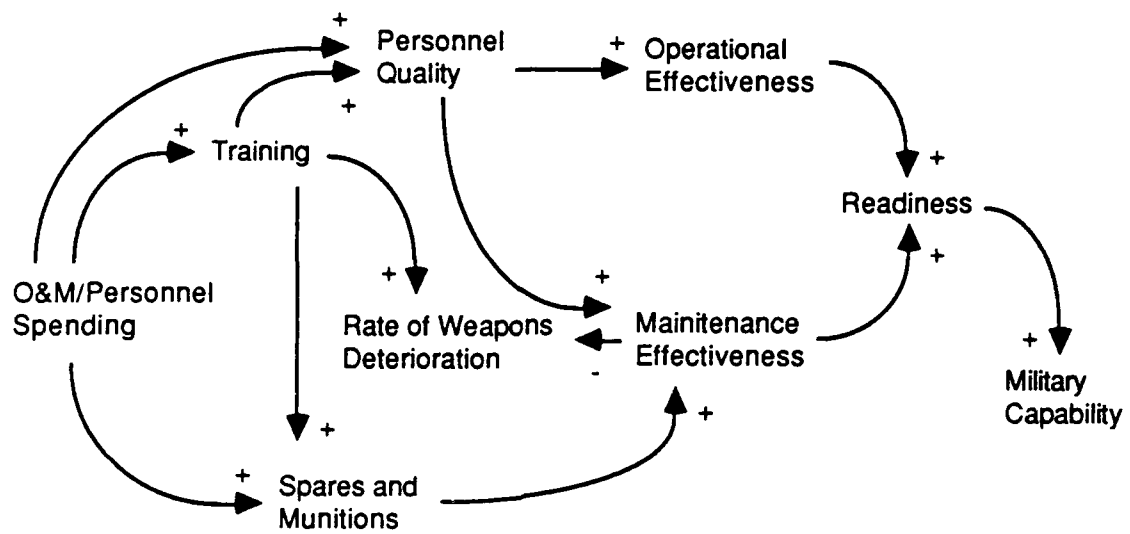 +
Personnel
Quality
+
Operational
Effectiveness
+
+
Training
+
Readiness
+
+
O&M/Personnel
Spending
+
Rate of Weapons
Deterioration
-
+
Mainitenance
Effectiveness
+
+
Military
Capability
+
+
Spares and
Munitions